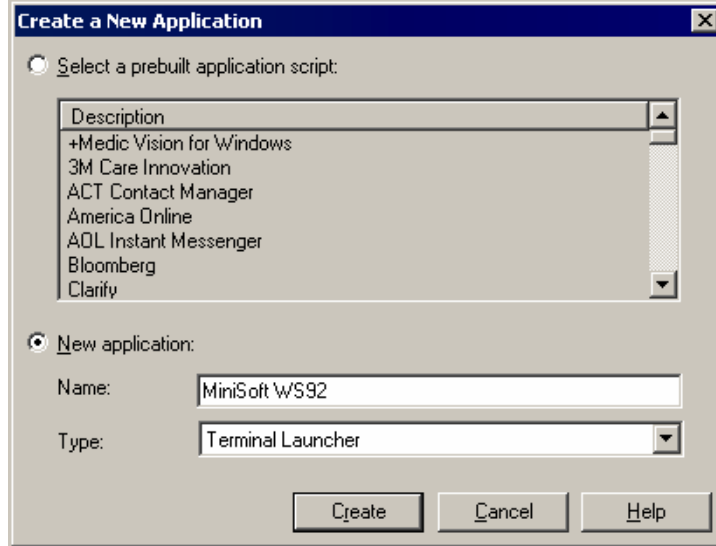 Create a New Application
Select a prebuilt application script:
Description
+Medic Vision for Windows
3M Care Innovation
ACT Contact Manager
America Online
AOL Instant Messenger
Bloomberg
Clarify
New application:
Name: MiniSoft WS92
Type: Terminal Launcher
Create Cancel Help